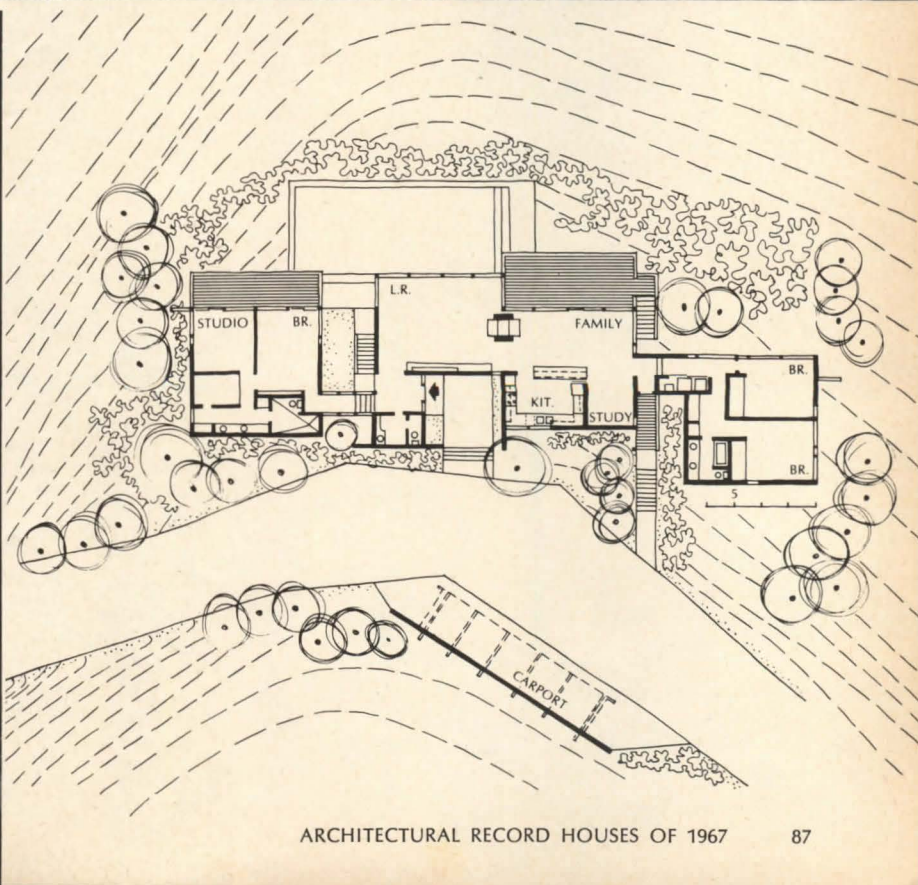 L.R.
STUDIO
BR.
FAMILY
BR.
KIT.
STUDY
BR.
5
CARPORT
ARCHITECTURAL RECORD HOUSES OF 1967 87